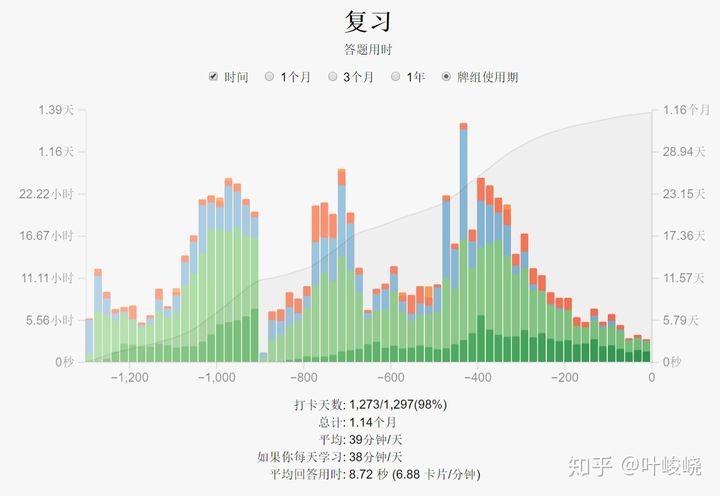 复习
答题用时
时间 1个月 3个月 1年 牌组使用期
1.39天 1.16个月
1.16天 28.94天
22.22小时 23.15天
16.67小时 17.36天
11.11小时 11.57天
5.56小时 5.79天
0秒 0秒
−1,200 −1,000 −800 −600 −400 −200 0
打卡天数: 1,273/1,297(98%)
总计: 1.14个月
平均: 39分钟/天
如果你每天学习: 38分钟/天
平均回答用时: 8.72 秒 (6.88 卡片/分钟)
知乎 @叶峻峣